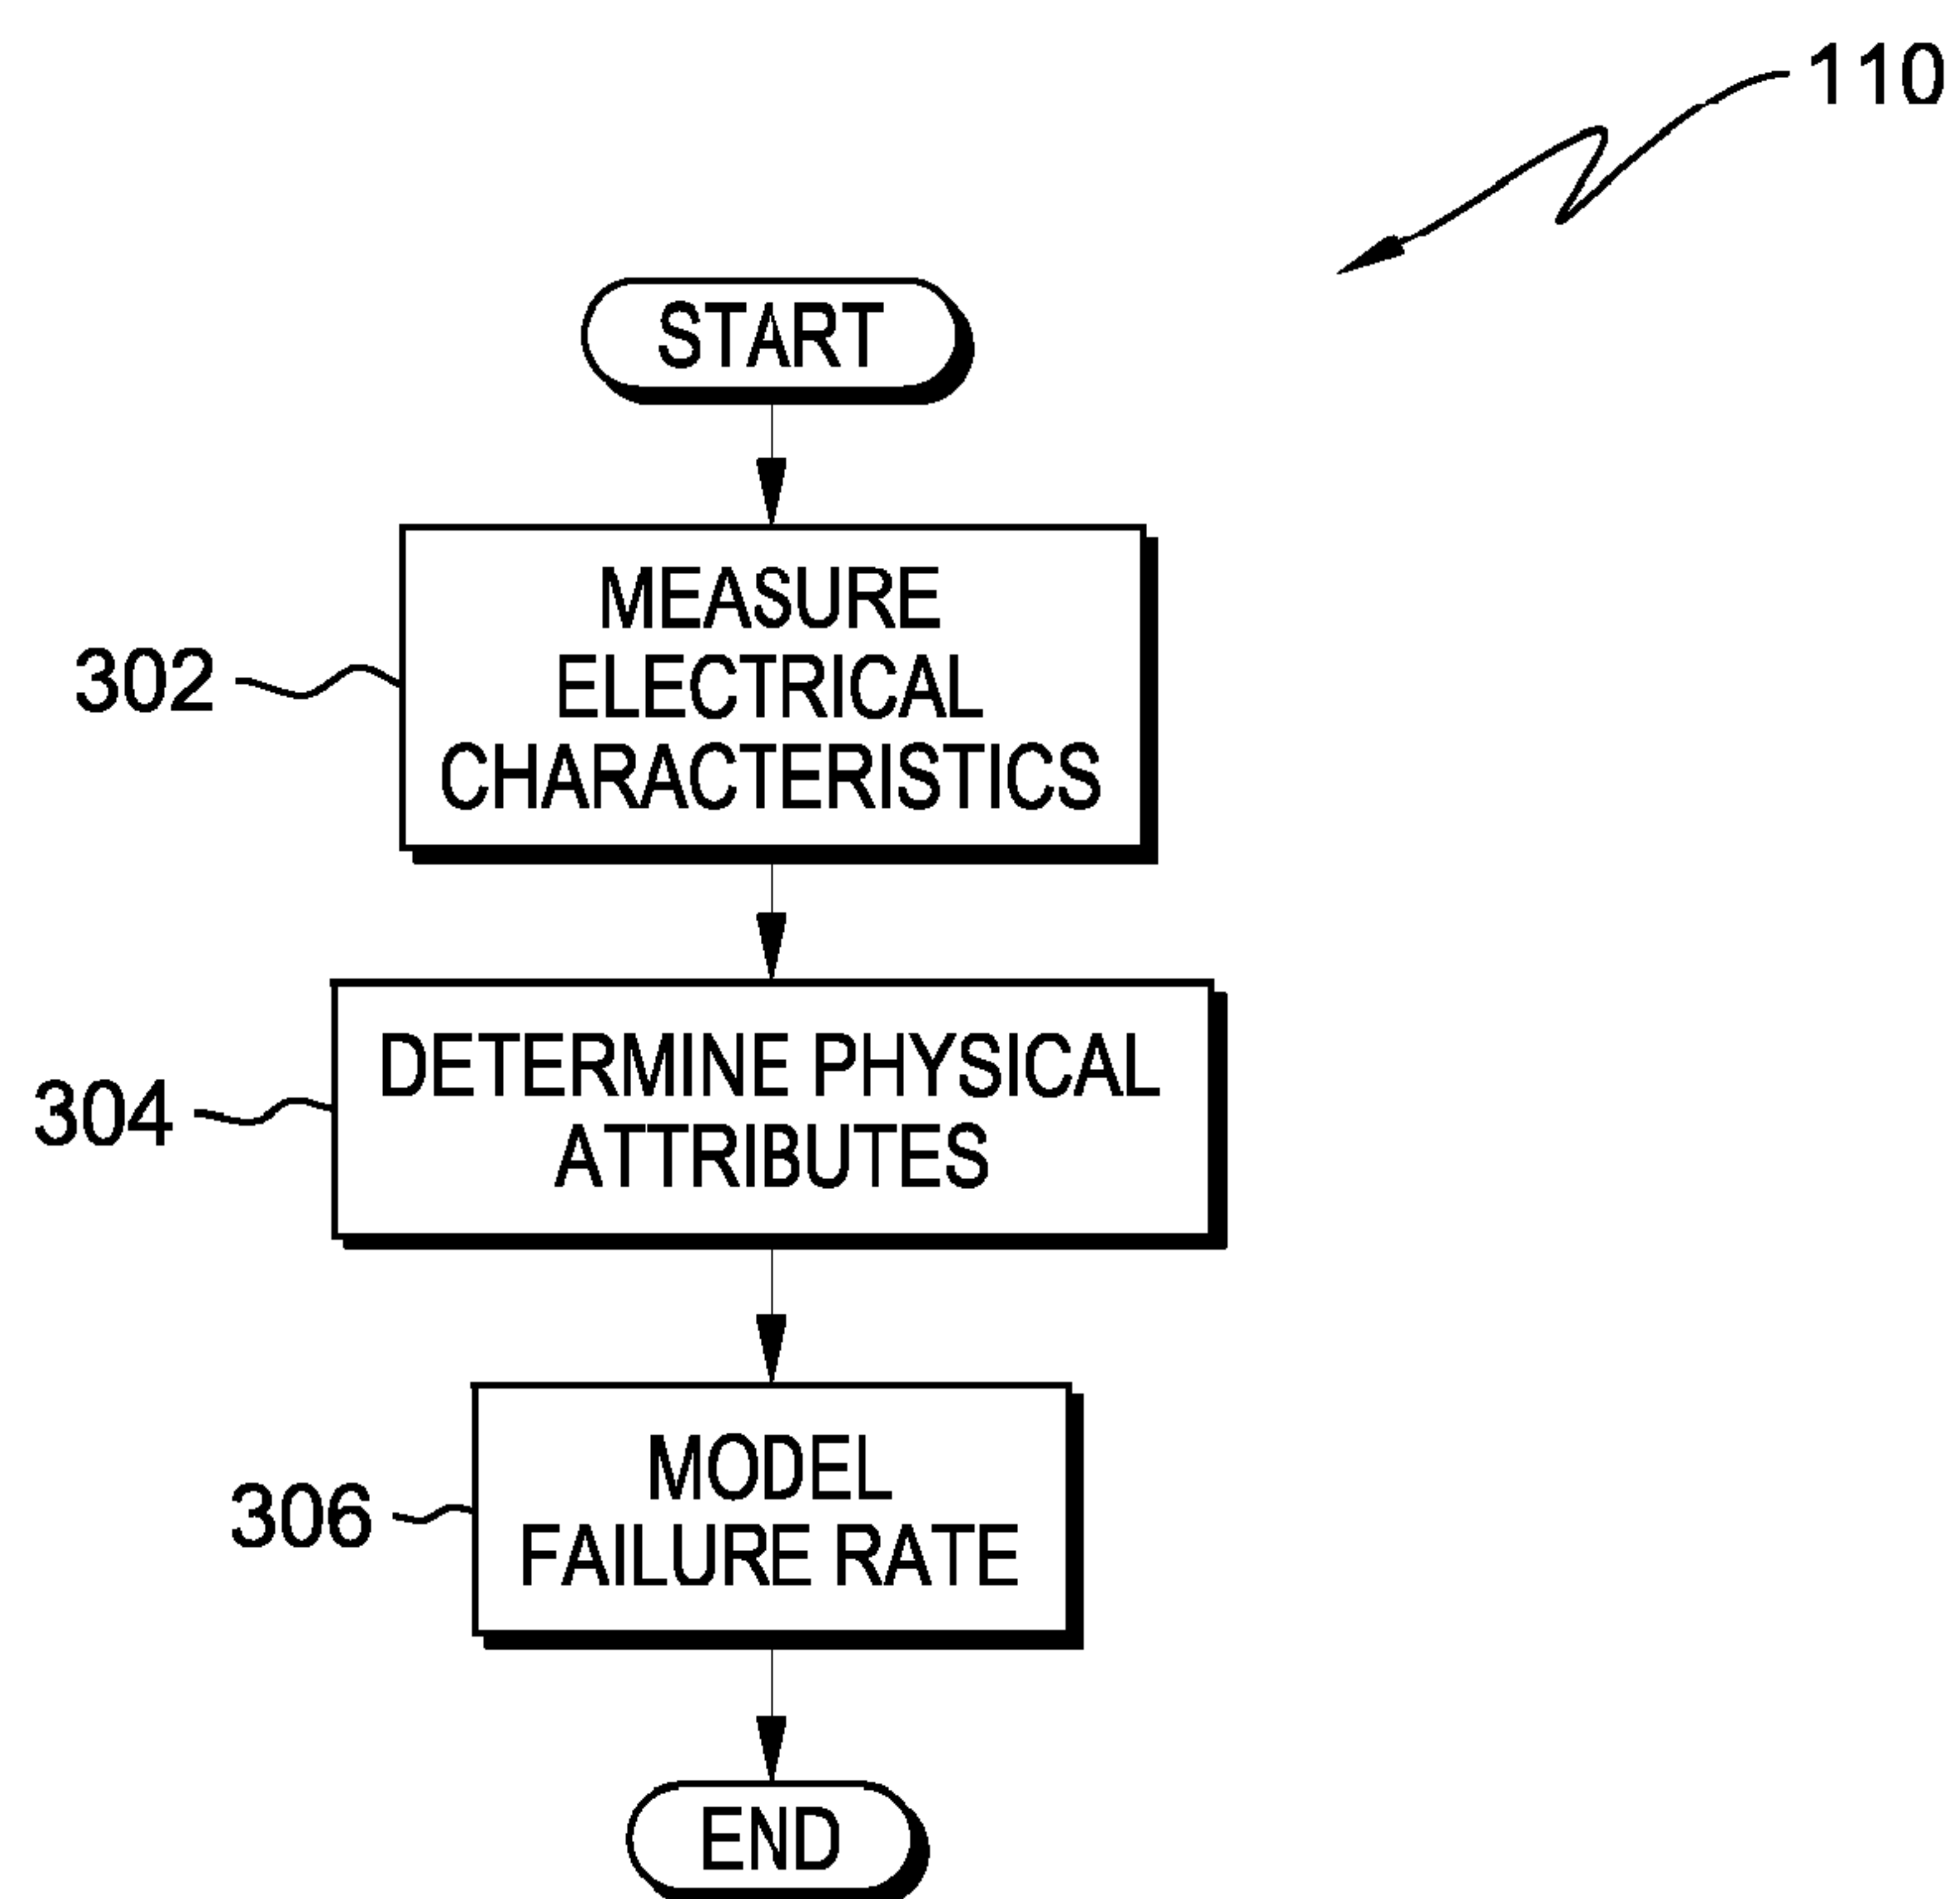 110
START
MEASURE
ELECTRICAL
CHARACTERISTICS
302
DETERMINE PHYSICAL
ATTRIBUTES
304
MODEL
FAILURE RATE
306
END